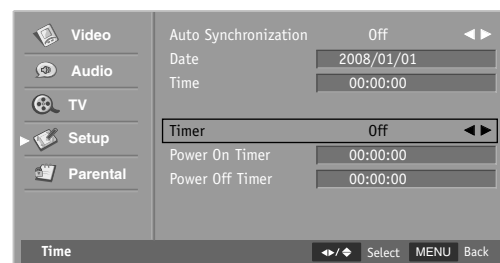 Video
Audio
TV
Setup
Parental
Auto Synchronization Off
Date 2008/01/01
Time 00:00:00
Timer Off
Power On Timer 00:00:00
Power Off Timer 00:00:00
Time Select MENU Back